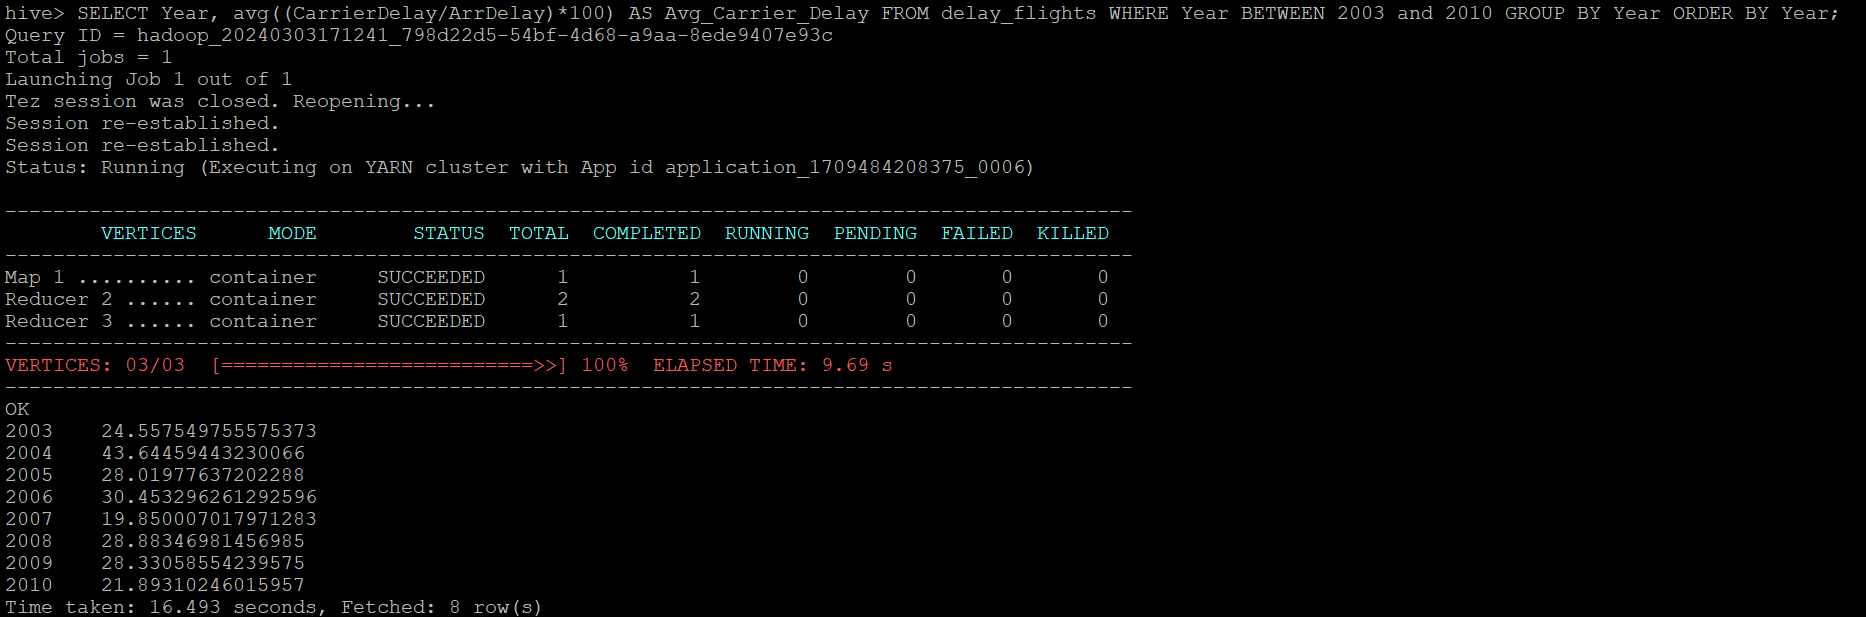 hive> SELECT Year, avg((CarrierDelay/ArrDelay)*100) AS Avg_Carrier_Delay FROM delay_flights WHERE Year BETWEEN 2003 and 2010 GROUP BY Year ORDER BY Year;
Query ID = hadoop_20240303171241_798d22d5-54bf-4d68-a9aa-8ede9407e93c
Total jobs = 1
Launching Job 1 out of 1
Tez session was closed. Reopening...
Session re-established.
Session re-established.
Status: Running (Executing on YARN cluster with App id application_1709484208375_0006)
----------------------------------------------------------------------------------------------
        VERTICES      MODE        STATUS  TOTAL  COMPLETED  RUNNING  PENDING  FAILED  KILLED
----------------------------------------------------------------------------------------------
Map 1 .......... container     SUCCEEDED      1          1        0        0       0       0
Reducer 2 ...... container     SUCCEEDED      2          2        0        0       0       0
Reducer 3 ...... container     SUCCEEDED      1          1        0        0       0       0
----------------------------------------------------------------------------------------------
VERTICES: 03/03  [==========================>>] 100%  ELAPSED TIME: 9.69 s
----------------------------------------------------------------------------------------------
OK
2003    24.557549755575373
2004    43.64459443230066
2005    28.01977637202288
2006    30.453296261292596
2007    19.850007017971283
2008    28.88346981456985
2009    28.33058554239575
2010    21.89310246015957
Time taken: 16.493 seconds, Fetched: 8 row(s)